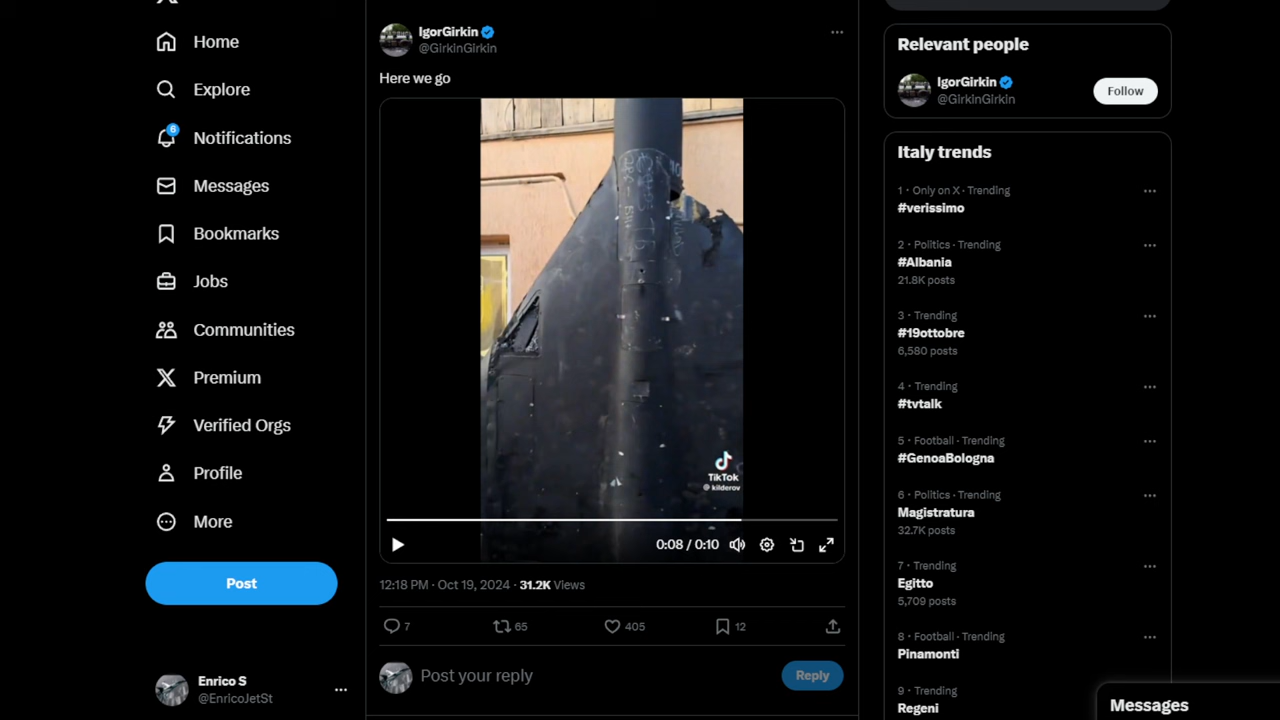 Home
Explore
6
Notifications
Messages
Bookmarks
Jobs
Communities
Premium
Verified Orgs
Profile
More
Post
Enrico S
@EnricoJetSt
IgorGirkin
@GirkinGirkin
Here we go
TikTok
@kilderov
0:08 / 0:10
12:18 PM · Oct 19, 2024 · 31.2K Views
7
65
405
12
Post your reply
Reply
Relevant people
IgorGirkin
@GirkinGirkin
Follow
Italy trends
1 · Only on X · Trending
#verissimo
2 · Politics · Trending
#Albania
21.8K posts
3 · Trending
#19ottobre
6,580 posts
4 · Trending
#tvtalk
5 · Football · Trending
#GenoaBologna
6 · Politics · Trending
Magistratura
32.7K posts
7 · Trending
Egitto
5,709 posts
8 · Football · Trending
Pinamonti
9 · Trending
Regeni
Messages